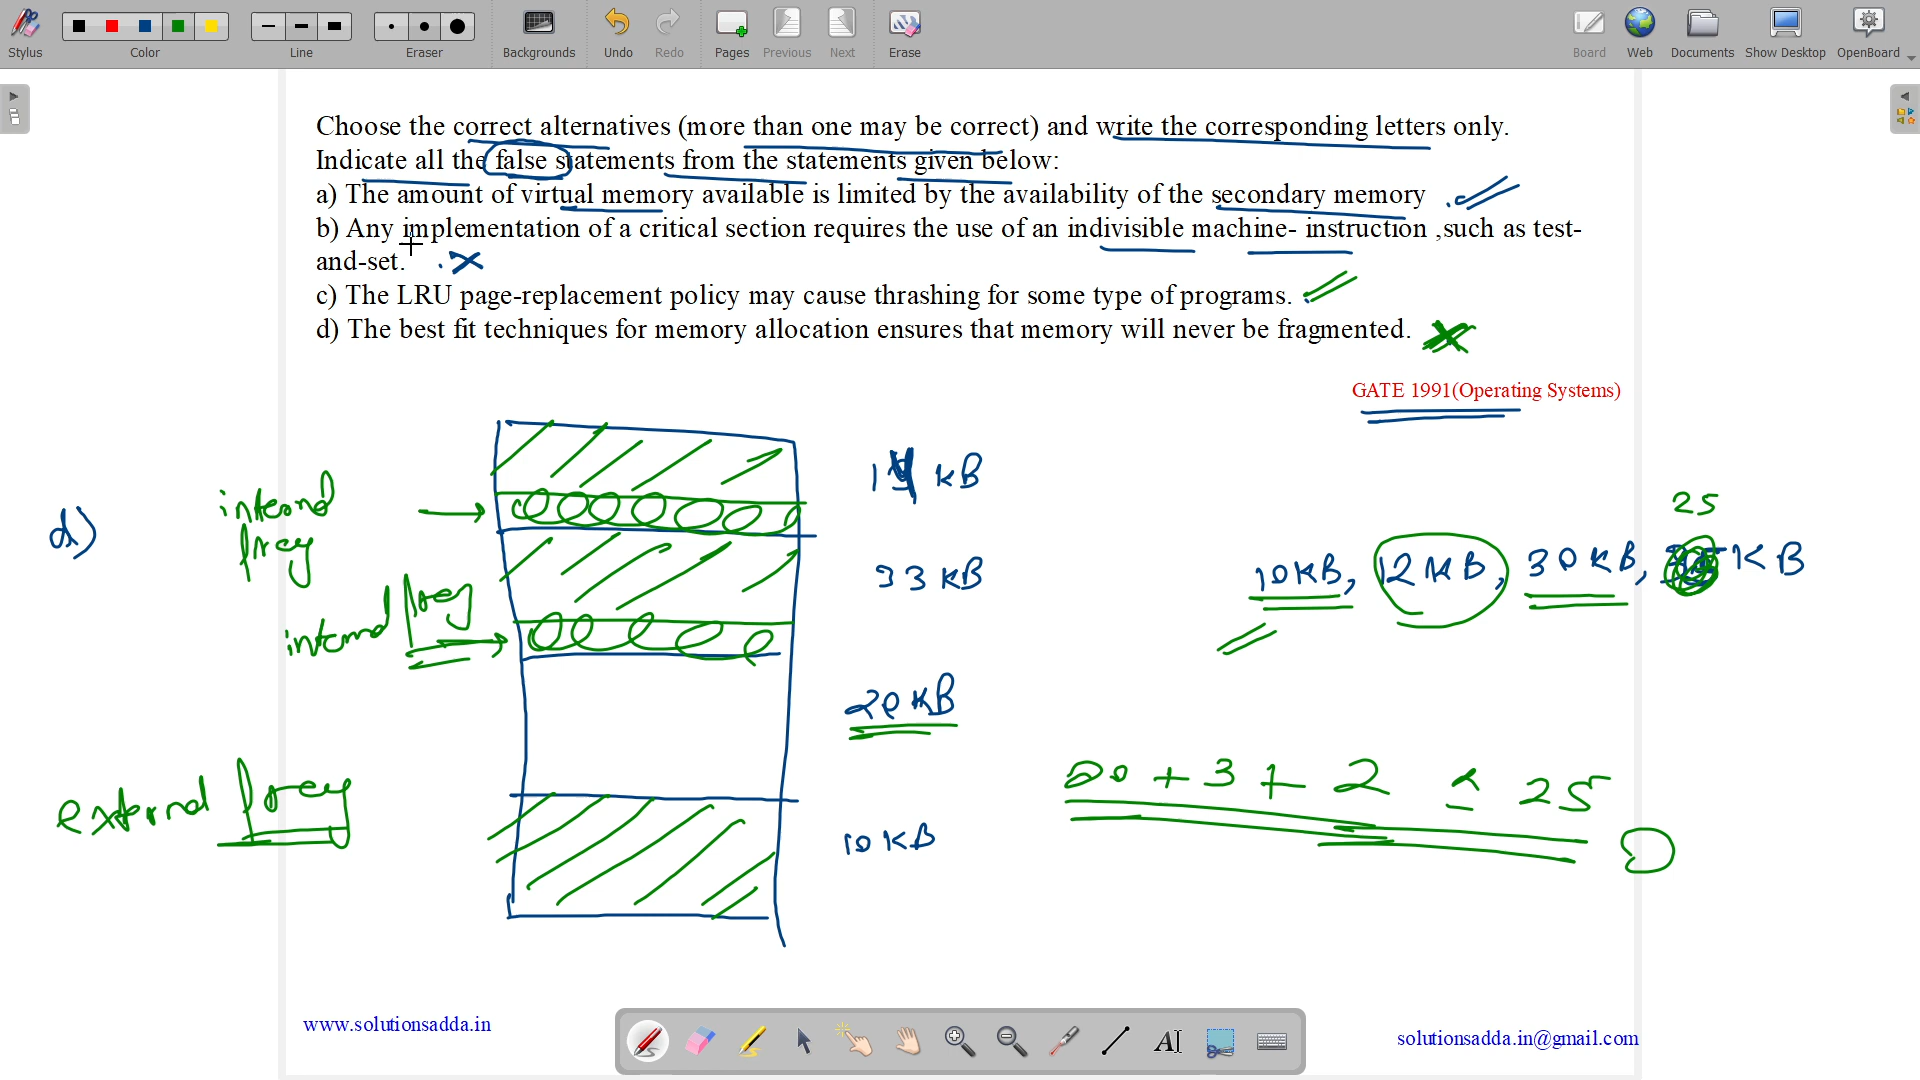 Stylus Color Line Eraser Backgrounds Undo Redo Pages Previous Next Erase Board Web Documents Show Desktop OpenBoard
Choose the correct alternatives (more than one may be correct) and write the corresponding letters only.
Indicate all the false statements from the statements given below:
a) The amount of virtual memory available is limited by the availability of the secondary memory
b) Any implementation of a critical section requires the use of an indivisible machine- instruction ,such as test-
and-set.
c) The LRU page-replacement policy may cause thrashing for some type of programs.
d) The best fit techniques for memory allocation ensures that memory will never be fragmented.
GATE 1991(Operating Systems)
KB
internal
frag
25
d)
33 KB
10KB, 12KB, 30KB, KB
internal frag
20KB
external frag
20 + 3 + 2 25
10KB
www.solutionsadda.in
solutionsadda.in@gmail.com